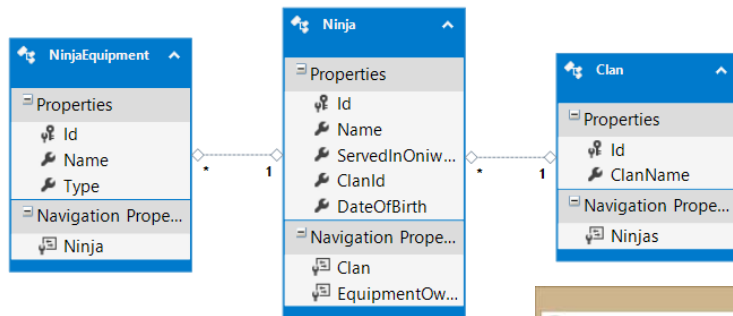 NinjaEquipment
Properties
Id
Name
Type
Navigation Prope...
Ninja
*
1
Ninja
Properties
Id
Name
ServedInOniw...
ClanId
DateOfBirth
Navigation Prope...
Clan
EquipmentOw...
*
1
Clan
Properties
Id
ClanName
Navigation Prope...
Ninjas